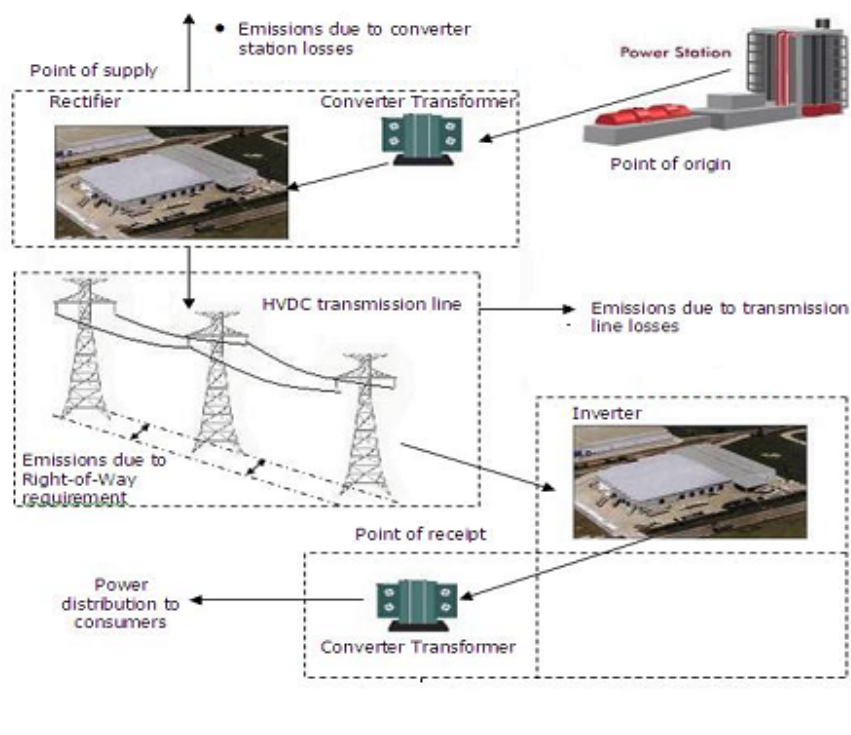 • Emissions due to converter
station losses
Point of supply
Rectifier
Converter Transformer
Power Station
Point of origin
HVDC transmission line
Emissions due to transmission
line losses
Emissions due to
Right-of-Way
requirement
Inverter
Point of receipt
Power
distribution to
consumers
Converter Transformer